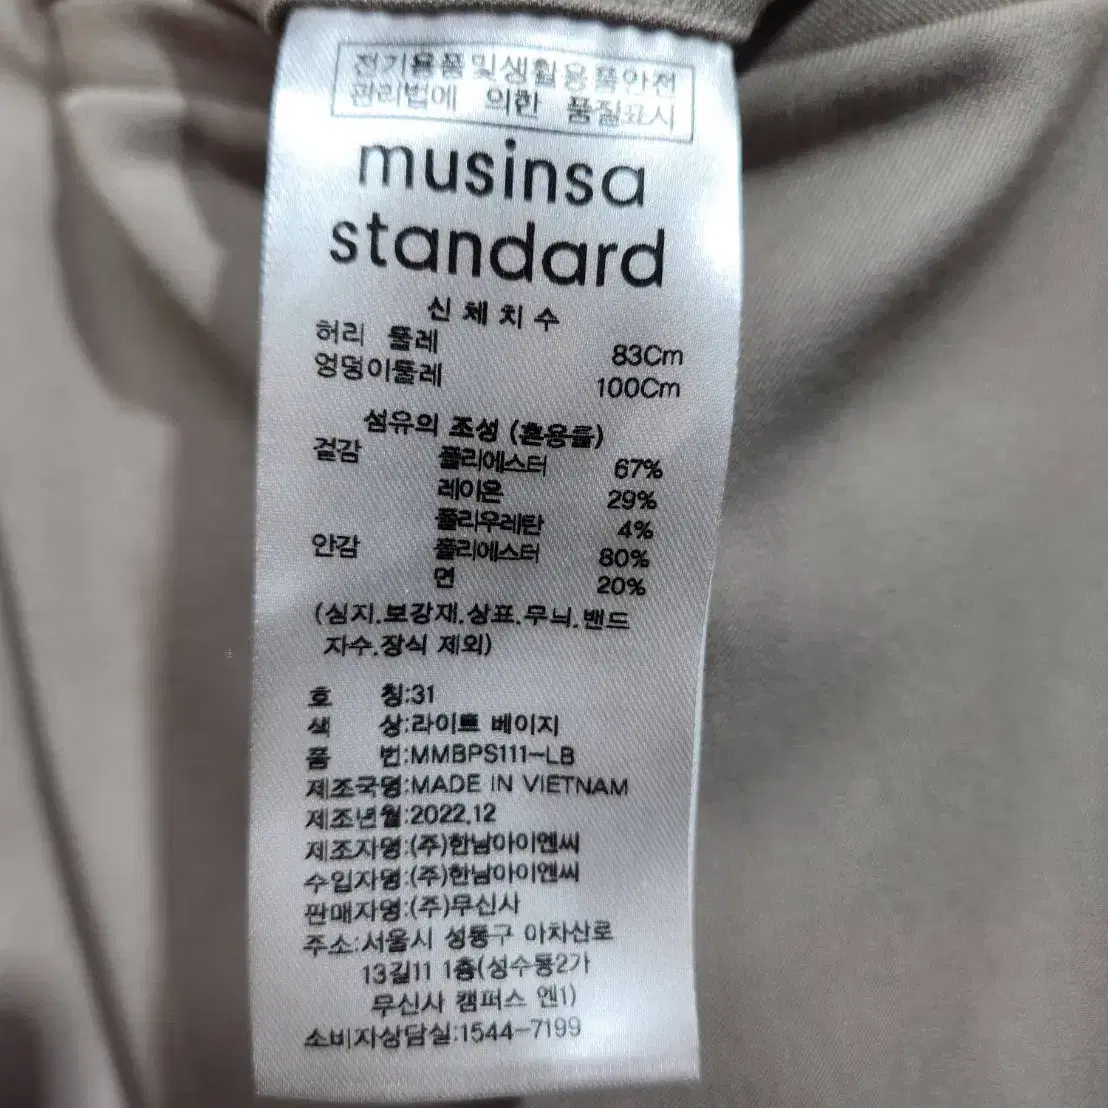 전기용품및생활용품안전
관리법에 의한 품질표시
musinsa
standard
신체치수
허리 둘레 83Cm
엉덩이둘레 100Cm
섬유의 조성 (혼용률)
겉감 폴리에스터 67%
레이온 29%
폴리우레탄 4%
안감 폴리에스터 80%
면 20%
(심지.보강재.상표.무늬.밴드
자수.장식 제외)
호 칭:31
색 상:라이트 베이지
품 번:MMBPS111-LB
제조국명:MADE IN VIETNAM
제조년월:2022.12
제조자명:(주)한남아이엔씨
수입자명:(주)한남아이엔씨
판매자명:(주)무신사
주소:서울시 성동구 아차산로
13길11 1층(성수동2가
무신사 캠퍼스 엔1)
소비자상담실:1544-7199